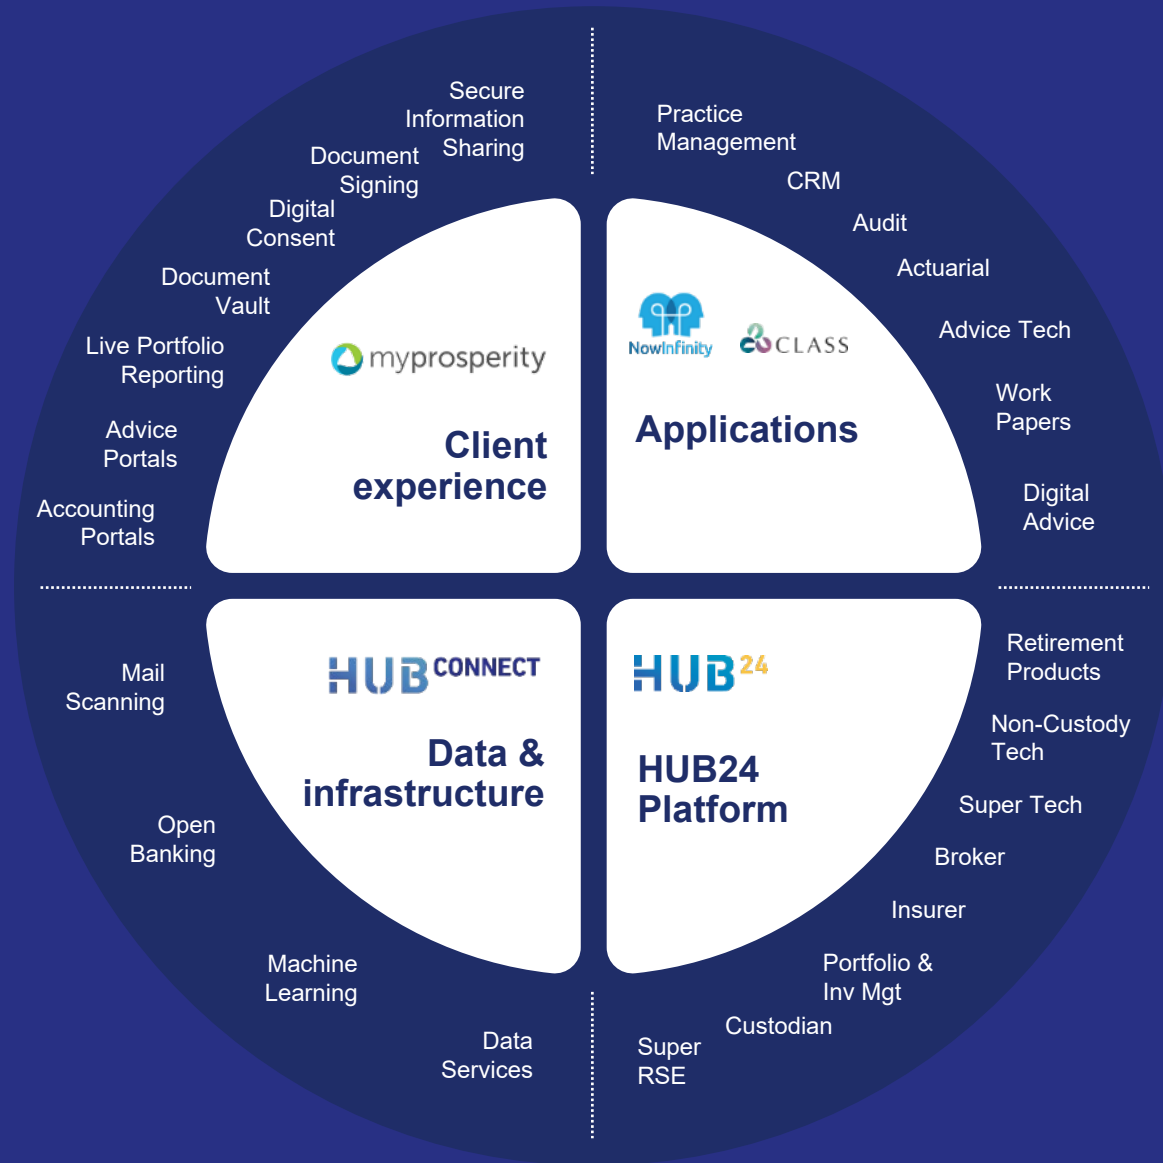 Secure
Information
Sharing
Document
Signing
Digital
Consent
Document
Vault
Live Portfolio
Reporting
Advice
Portals
Accounting
Portals
myprosperity
Client
experience
Practice
Management
CRM
Audit
Actuarial
Advice Tech
Work
Papers
Digital
Advice
NowInfinity
CLASS
Applications
Mail
Scanning
Open
Banking
Machine
Learning
Data
Services
HUB CONNECT
Data &
infrastructure
HUB24
HUB24
Platform
Retirement
Products
Non-Custody
Tech
Super Tech
Broker
Insurer
Portfolio &
Inv Mgt
Custodian
Super
RSE